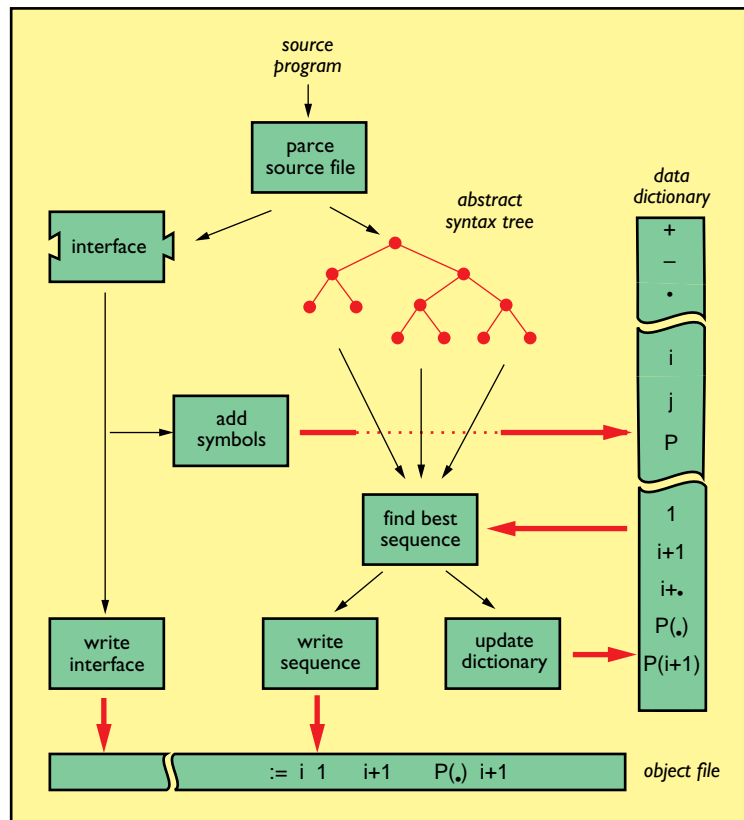 source
program
parce
source file
data
dictionary
abstract
syntax tree
interface
+
–
•
i
j
P
add
symbols
find best
sequence
1
i+1
i+•
P(•)
P(i+1)
write
interface
write
sequence
update
dictionary
:= i 1 i+1 P(•) i+1
object file